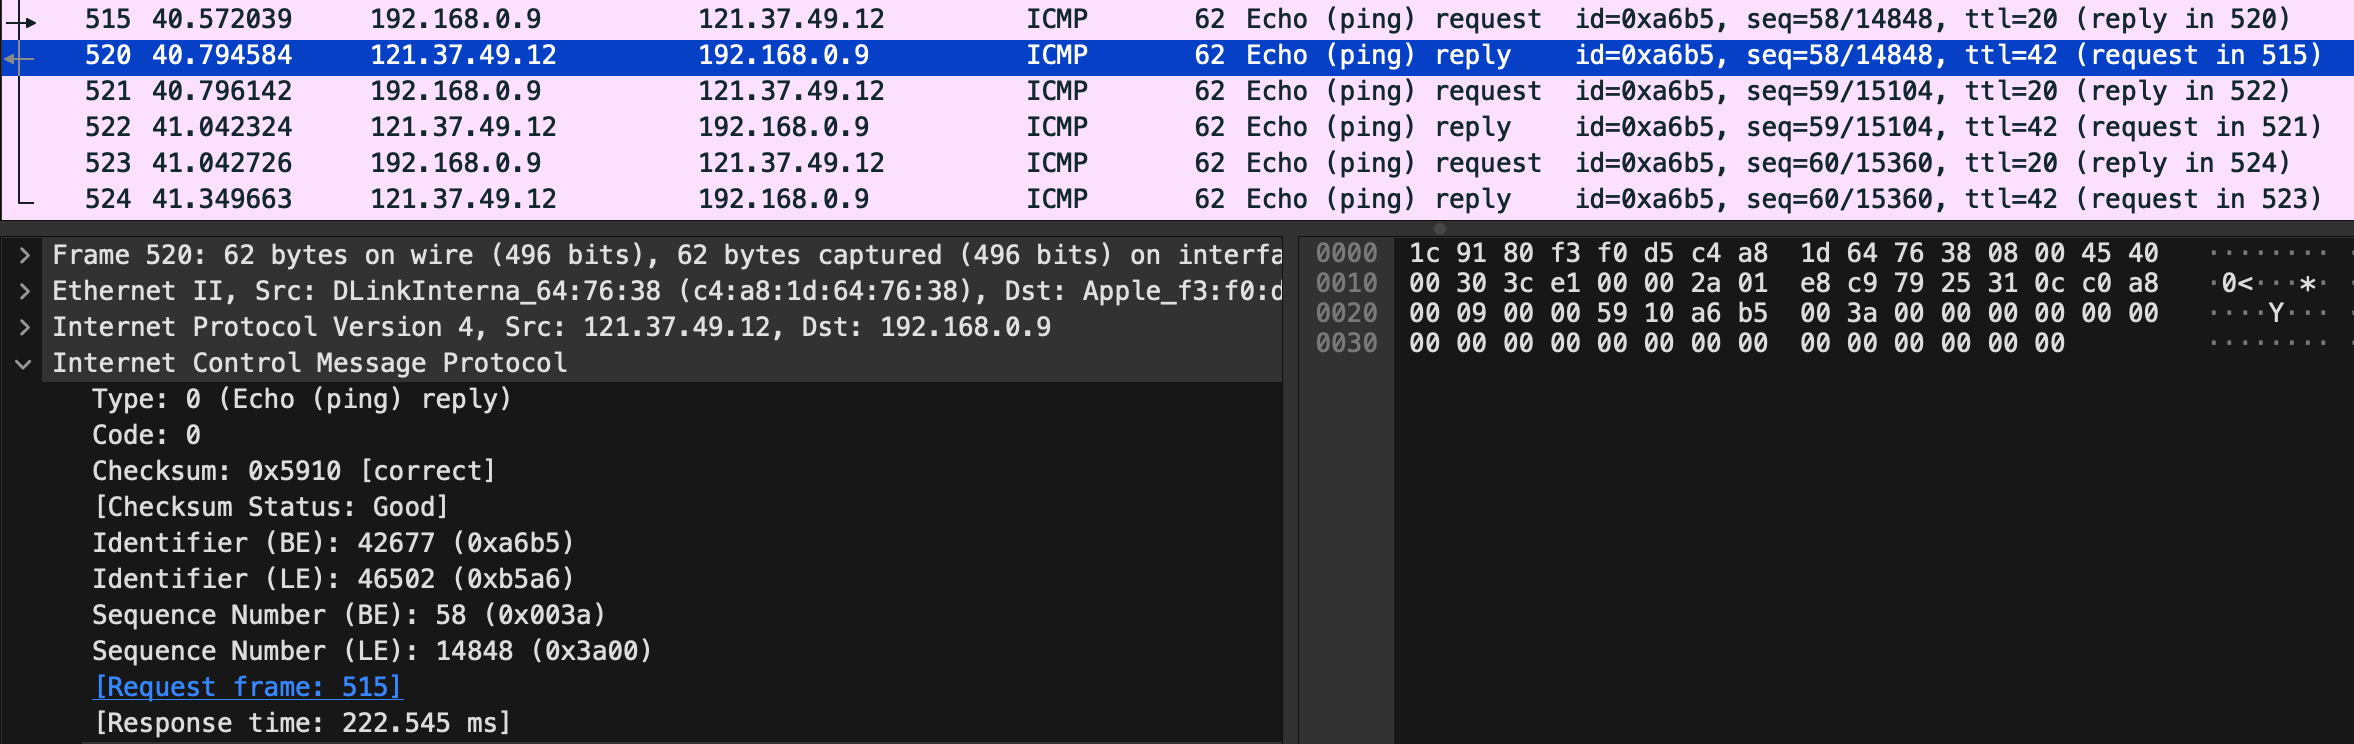 515 40.572039 192.168.0.9 121.37.49.12 ICMP 62 Echo (ping) request id=0xa6b5, seq=58/14848, ttl=20 (reply in 520)
520 40.794584 121.37.49.12 192.168.0.9 ICMP 62 Echo (ping) reply id=0xa6b5, seq=58/14848, ttl=42 (request in 515)
521 40.796142 192.168.0.9 121.37.49.12 ICMP 62 Echo (ping) request id=0xa6b5, seq=59/15104, ttl=20 (reply in 522)
522 41.042324 121.37.49.12 192.168.0.9 ICMP 62 Echo (ping) reply id=0xa6b5, seq=59/15104, ttl=42 (request in 521)
523 41.042726 192.168.0.9 121.37.49.12 ICMP 62 Echo (ping) request id=0xa6b5, seq=60/15360, ttl=20 (reply in 524)
524 41.349663 121.37.49.12 192.168.0.9 ICMP 62 Echo (ping) reply id=0xa6b5, seq=60/15360, ttl=42 (request in 523)
Frame 520: 62 bytes on wire (496 bits), 62 bytes captured (496 bits) on interfa
Ethernet II, Src: DLinkInterna_64:76:38 (c4:a8:1d:64:76:38), Dst: Apple_f3:f0:d
Internet Protocol Version 4, Src: 121.37.49.12, Dst: 192.168.0.9
Internet Control Message Protocol
Type: 0 (Echo (ping) reply)
Code: 0
Checksum: 0x5910 [correct]
[Checksum Status: Good]
Identifier (BE): 42677 (0xa6b5)
Identifier (LE): 46502 (0xb5a6)
Sequence Number (BE): 58 (0x003a)
Sequence Number (LE): 14848 (0x3a00)
[Request frame: 515]
[Response time: 222.545 ms]
0000 1c 91 80 f3 f0 d5 c4 a8 1d 64 76 38 08 00 45 40 ········ ·
0010 00 30 3c e1 00 00 2a 01 e8 c9 79 25 31 0c c0 a8 ·0<···*·
0020 00 09 00 00 59 10 a6 b5 00 3a 00 00 00 00 00 00 ····Y··· ·
0030 00 00 00 00 00 00 00 00 00 00 00 00 00 00 ········ ·